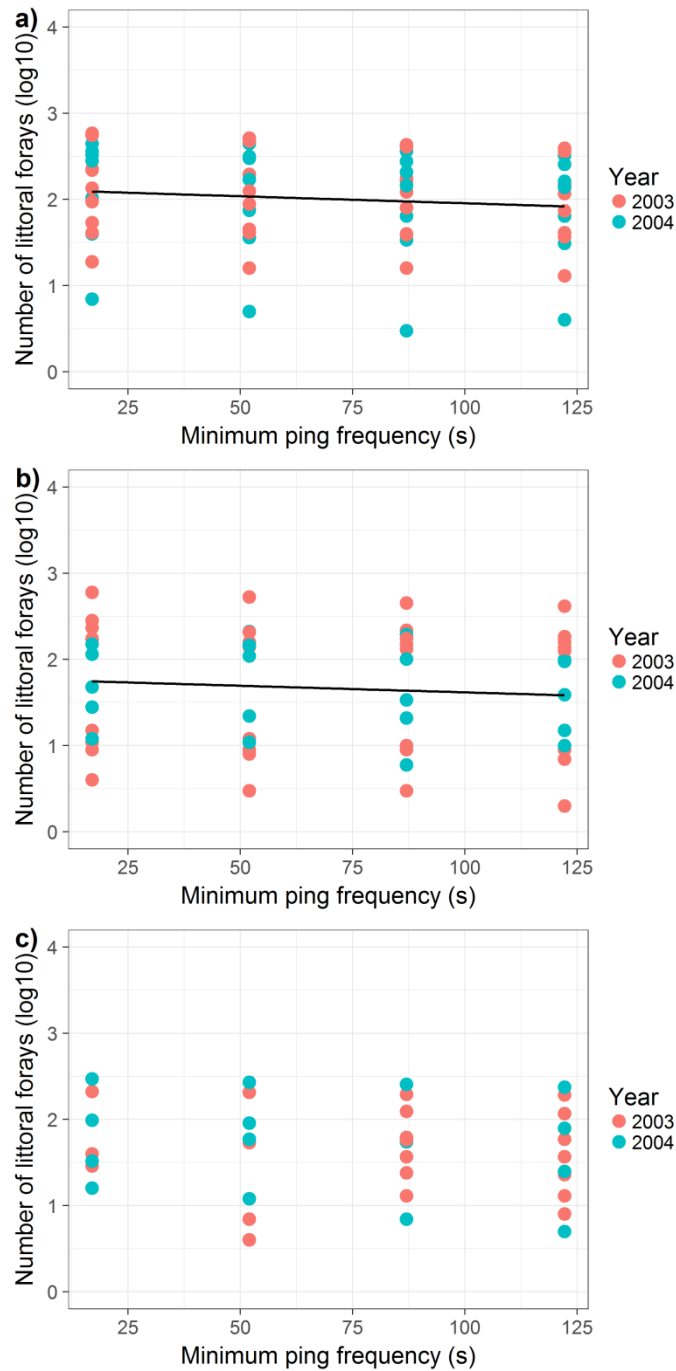 a)
Number of littoral forays (log10)
4
3
2
1
0
25 50 75 100 125
Minimum ping frequency (s)
Year
2003
2004
b)
Number of littoral forays (log10)
4
3
2
1
0
25 50 75 100 125
Minimum ping frequency (s)
Year
2003
2004
c)
Number of littoral forays (log10)
4
3
2
1
0
25 50 75 100 125
Minimum ping frequency (s)
Year
2003
2004